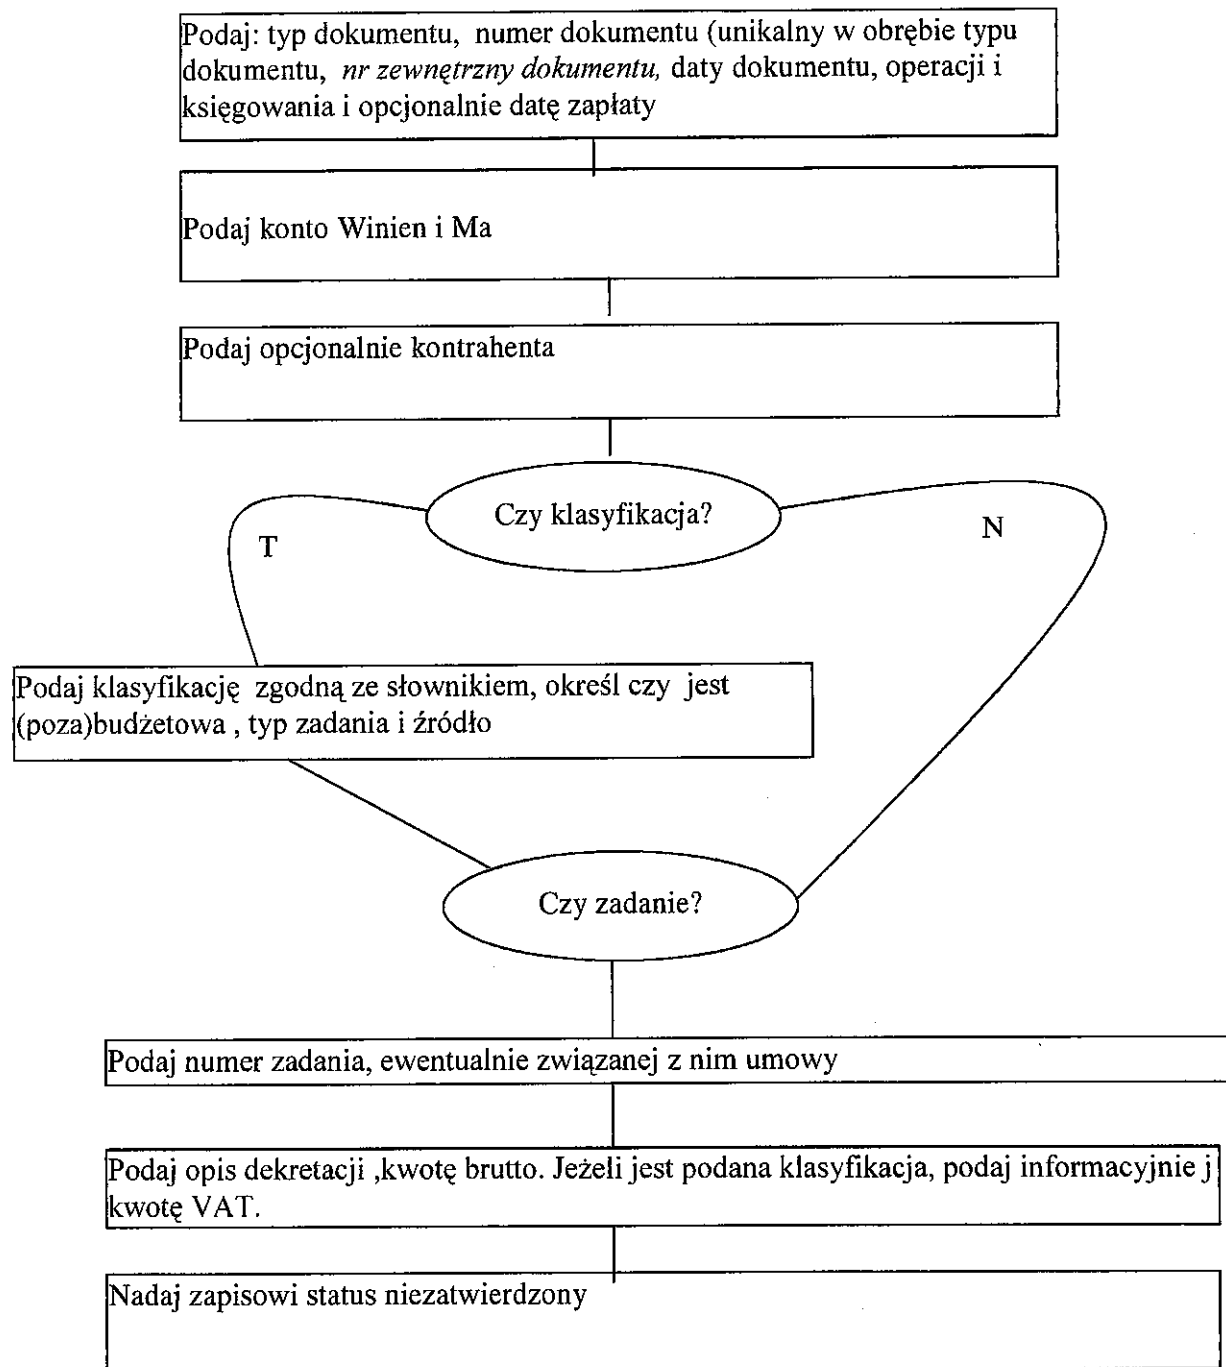 Podaj: typ dokumentu, numer dokumentu (unikalny w obrębie typu
dokumentu, nr zewnętrzny dokumentu, daty dokumentu, operacji i
księgowania i opcjonalnie datę zapłaty
Podaj konto Winien i Ma
Podaj opcjonalnie kontrahenta
Czy klasyfikacja?
T
N
Podaj klasyfikację zgodną ze słownikiem, określ czy jest
(poza)budżetowa , typ zadania i źródło
Czy zadanie?
Podaj numer zadania, ewentualnie związanej z nim umowy
Podaj opis dekretacji ,kwotę brutto. Jeżeli jest podana klasyfikacja, podaj informacyjnie j
kwotę VAT.
Nadaj zapisowi status niezatwierdzony